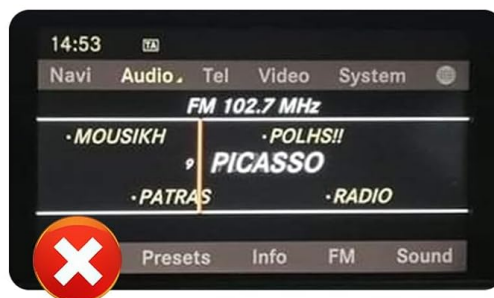 14:53 TA
Navi Audio Tel Video System
FM 102.7 MHz
·MOUSIKH ·POLHS!!
9 PICASSO
·PATRAS ·RADIO
Presets Info FM Sound